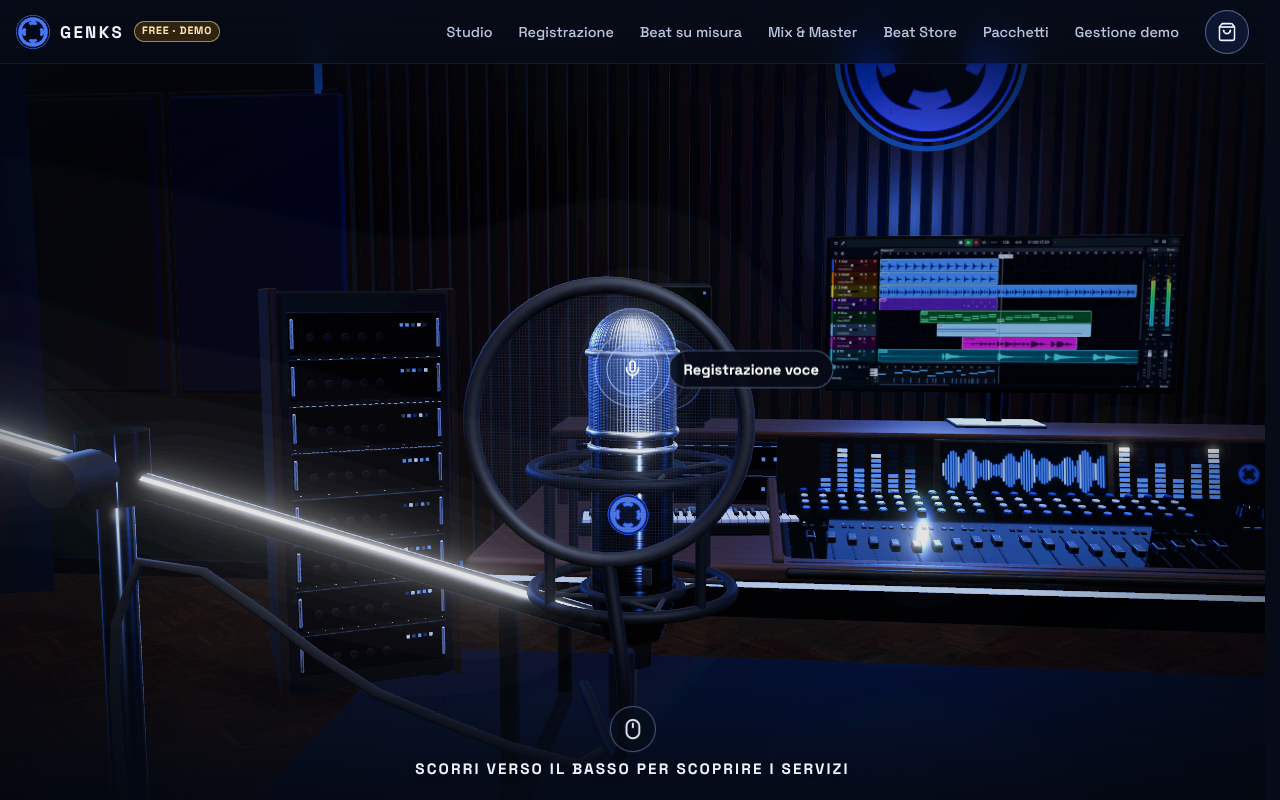 GENKS
FREE · DEMO
Studio
Registrazione
Beat su misura
Mix & Master
Beat Store
Pacchetti
Gestione demo
Registrazione voce
SCORRI VERSO IL BASSO PER SCOPRIRE I SERVIZI